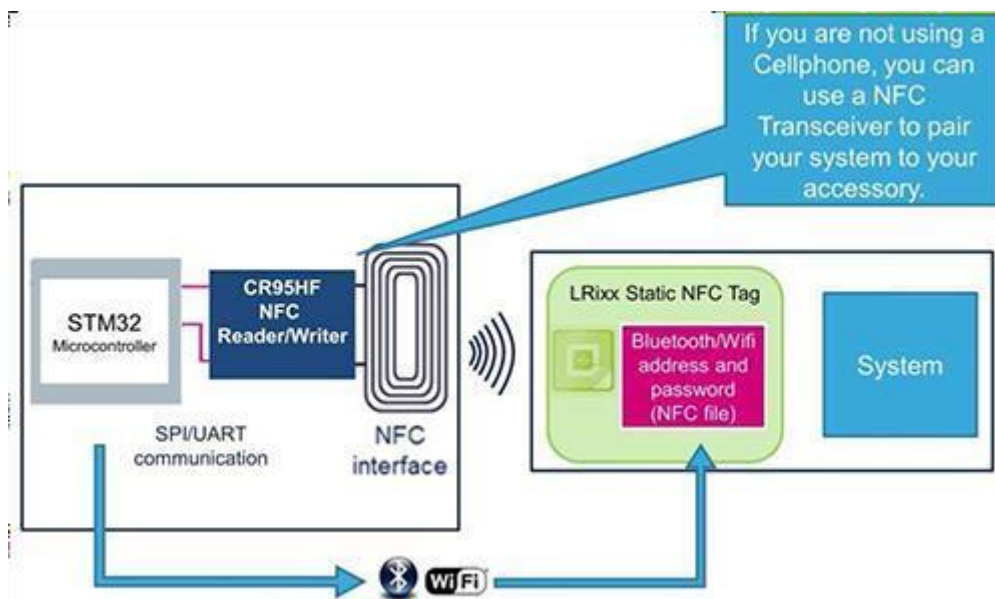 If you are not using a
Cellphone, you can
use a NFC
Transceiver to pair
your system to your
accessory.
STM32
Microcontroller
CR95HF
NFC
Reader/Writer
SPI/UART
communication
NFC
interface
LRixx Static NFC Tag
Bluetooth/Wifi
address and
password
(NFC file)
System
WiFi